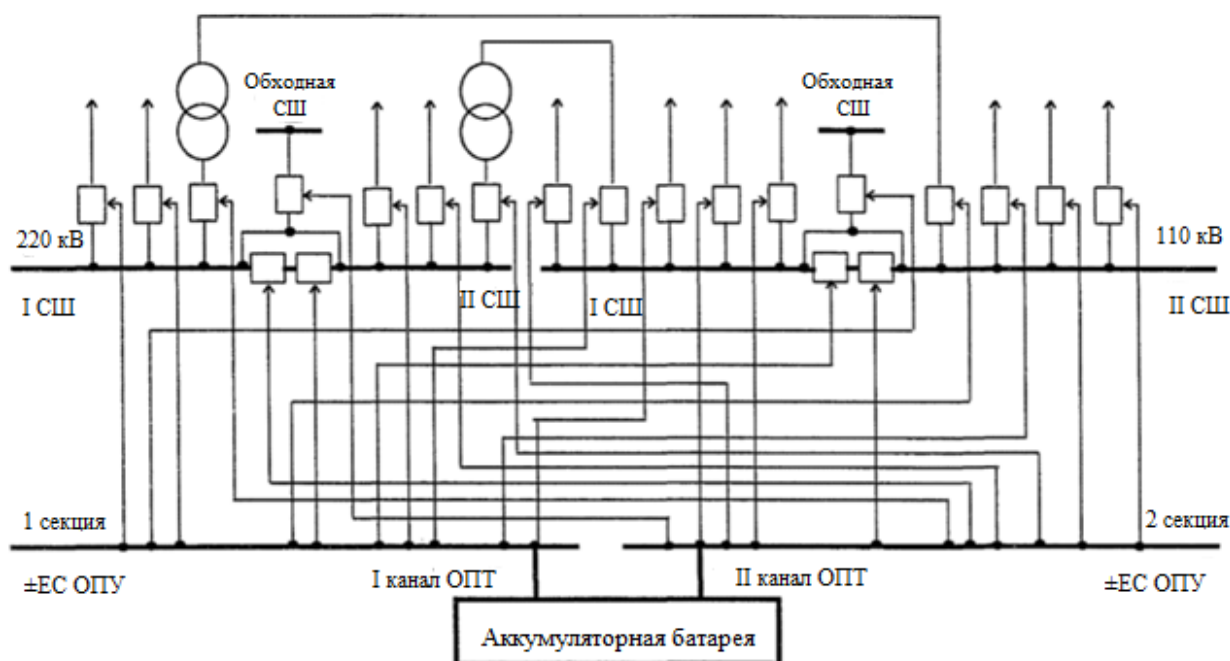 Обходная
СШ
Обходная
СШ
220 кВ
110 кВ
I СШ
II СШ
I СШ
II СШ
1 секция
2 секция
±ЕС ОПУ
I канал ОПТ
II канал ОПТ
±ЕС ОПУ
Аккумуляторная батарея